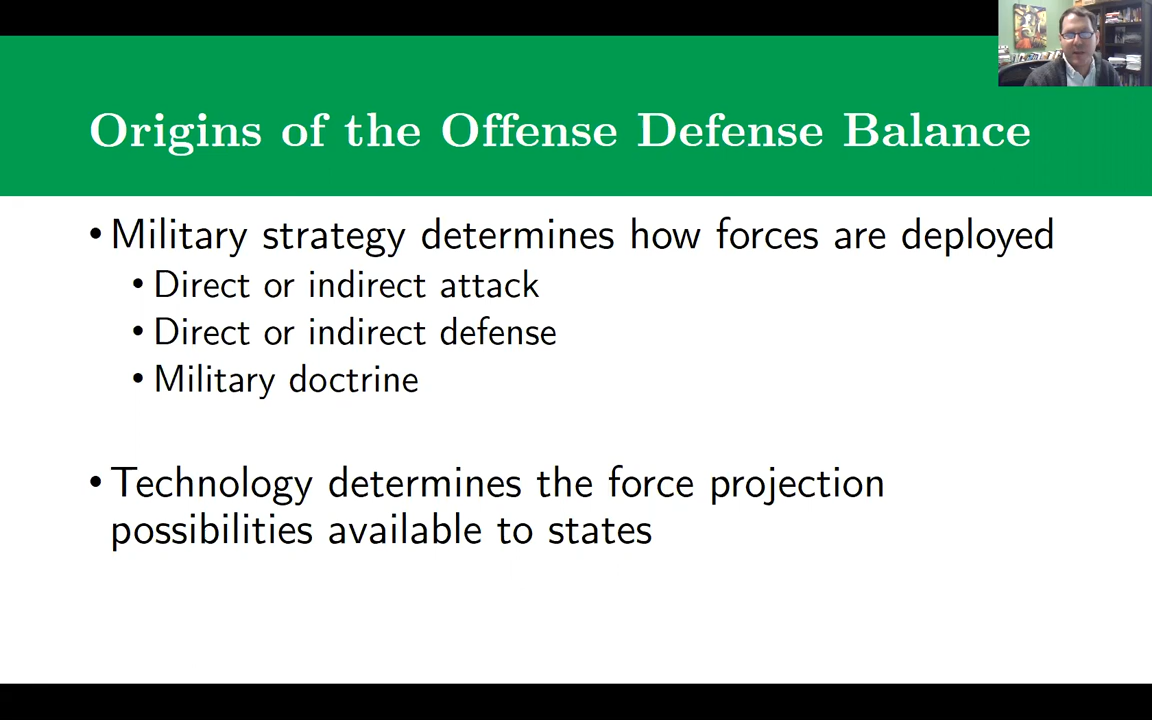 Origins of the Offense Defense Balance
• Military strategy determines how forces are deployed
• Direct or indirect attack
• Direct or indirect defense
• Military doctrine
• Technology determines the force projection
possibilities available to states